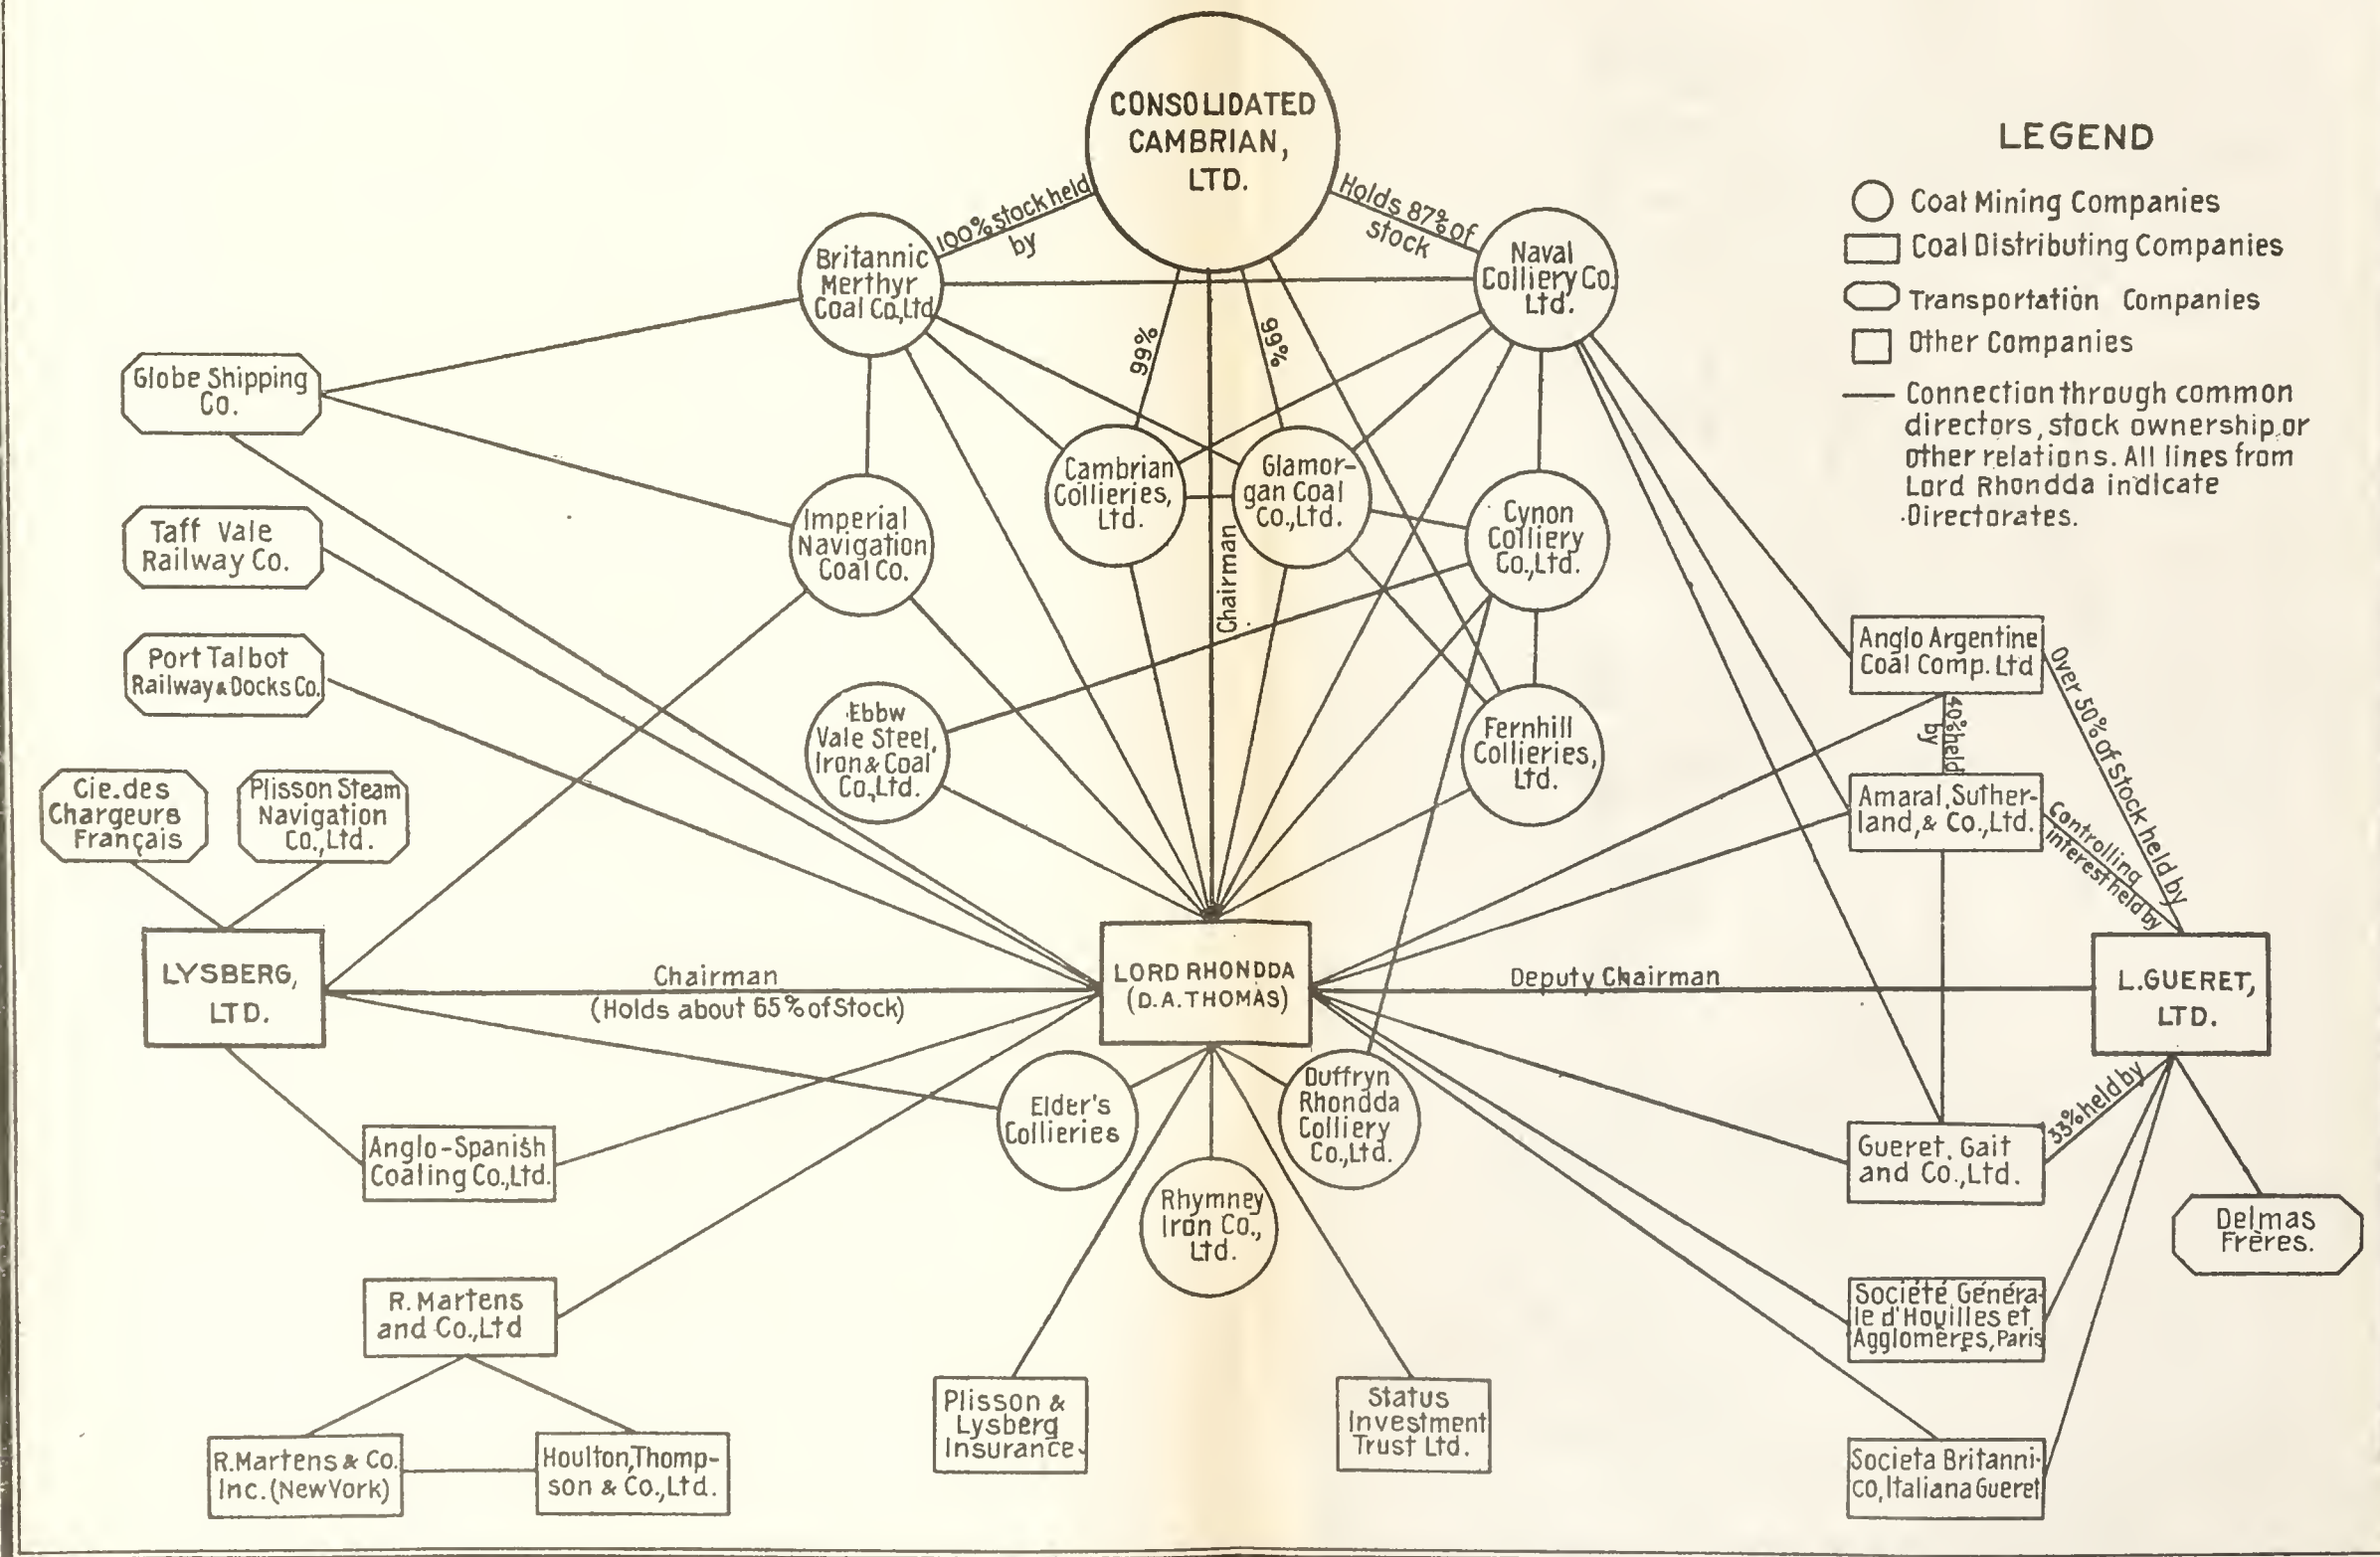 CONSOLIDATED
CAMBRIAN,
LTD.
100% stock held
by
Holds 87% of
stock
Britannic
Merthyr
Coal Co., Ltd
Naval
Colliery Co.
Ltd.
99%
Chairman
Globe Shipping
Co.
Taff Vale
Railway Co.
Port Talbot
Railway & Docks Co.
Cie. des
Chargeurs
Français
Plisson Steam
Navigation
Co., Ltd.
Imperial
Navigation
Coal Co.
Cambrian
Collieries,
Ltd.
Glamor-
gan Coal
Co., Ltd.
Cynon
Colliery
Co., Ltd.
Ebbw
Vale Steel,
Iron & Coal
Co., Ltd.
Fernhill
Collieries,
Ltd.
LEGEND
Coal Mining Companies
Coal Distributing Companies
Transportation Companies
Other Companies
Connection through common
directors, stock ownership, or
other relations. All lines from
Lord Rhondda indicate
Directorates.
Anglo Argentine
Coal Comp. Ltd
40% held
by
Over 50% of Stock held by
Amaral, Suther-
land, & Co., Ltd.
Controlling
interest held by
LYSBERG,
LTD.
Chairman
(Holds about 65% of Stock)
LORD RHONDDA
(D. A. THOMAS)
Deputy Chairman
L. GUERET,
LTD.
Elder's
Collieries
Rhymney
Iron Co.,
Ltd.
Duffryn
Rhondda
Colliery
Co., Ltd.
33% held by
Gueret, Gait
and Co., Ltd.
Delmas
Frères.
Anglo-Spanish
Coaling Co., Ltd.
R. Martens
and Co., Ltd
R. Martens & Co.
Inc. (New York)
Houlton, Thomp-
son & Co., Ltd.
Plisson &
Lysberg
Insurance
Status
Investment
Trust Ltd.
Société Généra-
le d'Houilles et
Agglomères, Paris
Societa Britanni-
co, Italiana Gueret